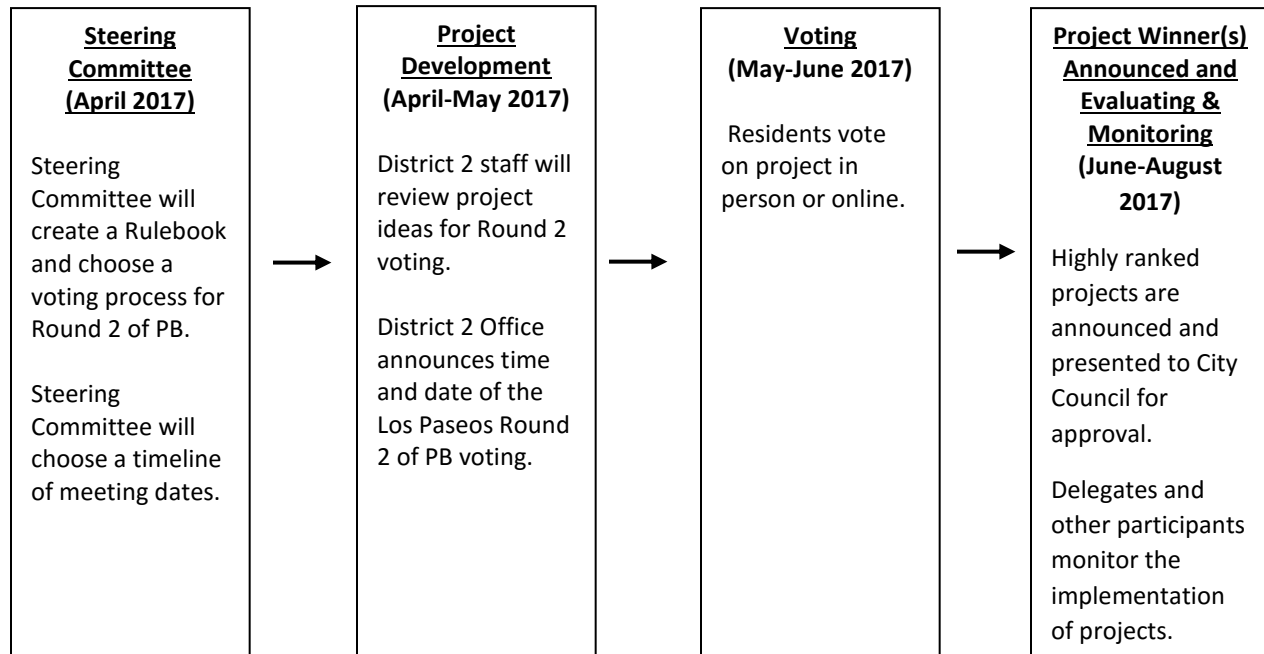 Steering
Committee
(April 2017)
Steering
Committee will
create a Rulebook
and choose a
voting process for
Round 2 of PB.
Steering
Committee will
choose a timeline
of meeting dates.
Project
Development
(April-May 2017)
District 2 staff will
review project
ideas for Round 2
voting.
District 2 Office
announces time
and date of the
Los Paseos Round
2 of PB voting.
Voting
(May-June 2017)
Residents vote
on project in
person or online.
Project Winner(s)
Announced and
Evaluating &
Monitoring
(June-August
2017)
Highly ranked
projects are
announced and
presented to City
Council for
approval.
Delegates and
other participants
monitor the
implementation
of projects.